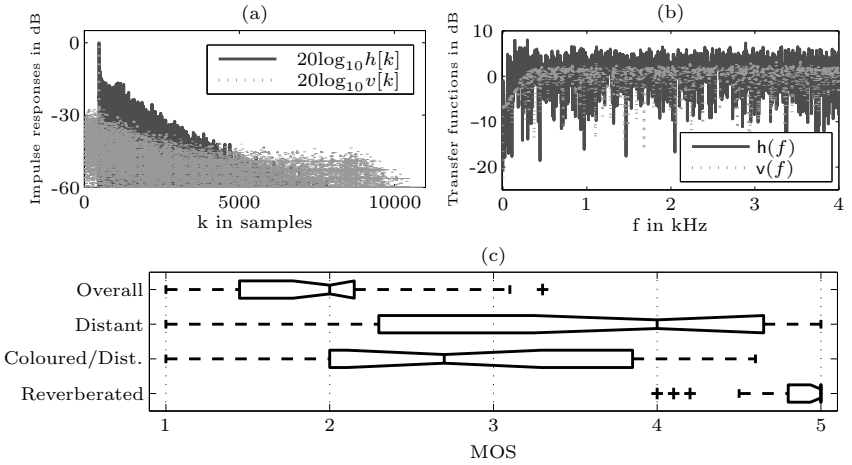 (a)
Impulse responses in dB
0
-30
-60
20log₁₀h[k]
20log₁₀v[k]
0
5000
10000
k in samples
(b)
Transfer functions in dB
10
0
-10
-20
h(f)
v(f)
0
1
2
3
4
f in kHz
(c)
Overall
Distant
Coloured/Dist.
Reverberated
1
2
3
4
5
MOS